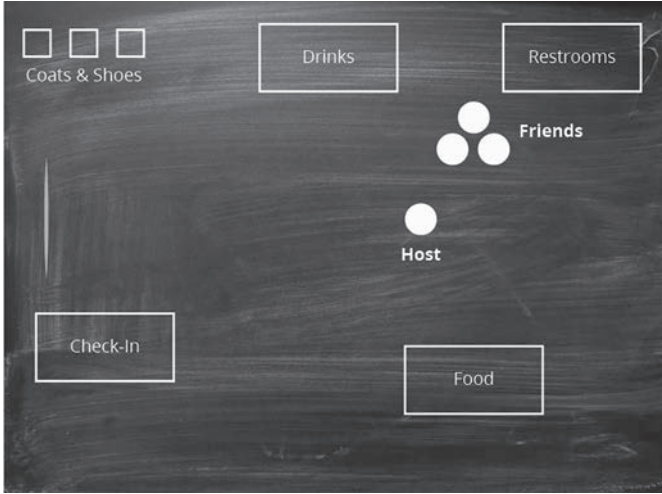 Drinks
Restrooms
Coats & Shoes
Friends
Host
Check-In
Food